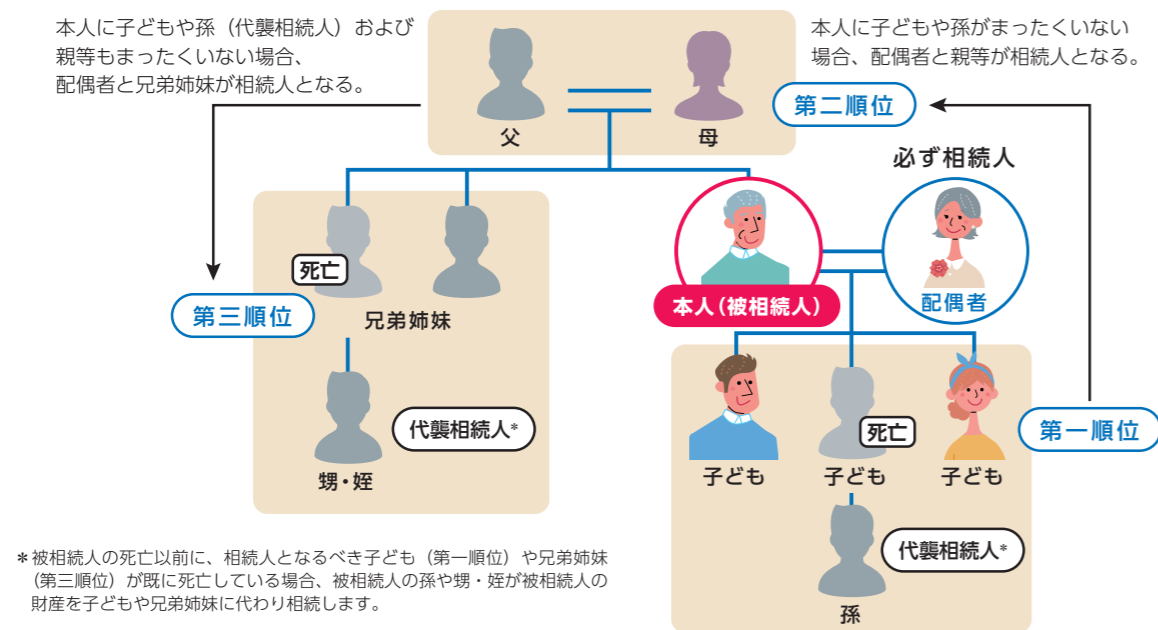 本人に子どもや孫（代襲相続人）および
親等もまったくいない場合、
配偶者と兄弟姉妹が相続人となる。
本人に子どもや孫がまったくいない
場合、配偶者と親等が相続人となる。
父
母
第二順位
必ず相続人
死亡
第三順位
兄弟姉妹
本人（被相続人）
配偶者
代襲相続人*
甥・姪
死亡
第一順位
子ども
子ども
子ども
代襲相続人*
孫
＊被相続人の死亡以前に、相続人となるべき子ども（第一順位）や兄弟姉妹
（第三順位）が既に死亡している場合、被相続人の孫や甥・姪が被相続人の
財産を子どもや兄弟姉妹に代わり相続します。